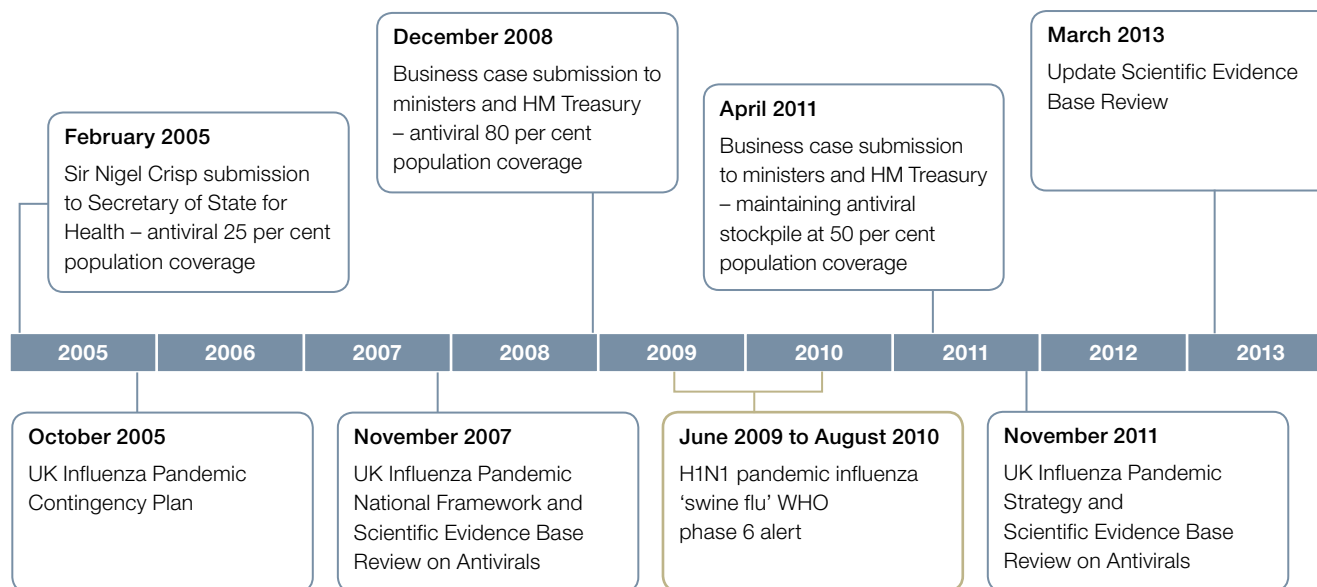 February 2005
Sir Nigel Crisp submission
to Secretary of State for
Health – antiviral 25 per cent
population coverage
December 2008
Business case submission to
ministers and HM Treasury
– antiviral 80 per cent
population coverage
April 2011
Business case submission
to ministers and HM Treasury
– maintaining antiviral
stockpile at 50 per cent
population coverage
March 2013
Update Scientific Evidence
Base Review
2005 2006 2007 2008 2009 2010 2011 2012 2013
October 2005
UK Influenza Pandemic
Contingency Plan
November 2007
UK Influenza Pandemic
National Framework and
Scientific Evidence Base
Review on Antivirals
June 2009 to August 2010
H1N1 pandemic influenza
‘swine flu’ WHO
phase 6 alert
November 2011
UK Influenza Pandemic
Strategy and
Scientific Evidence Base
Review on Antivirals